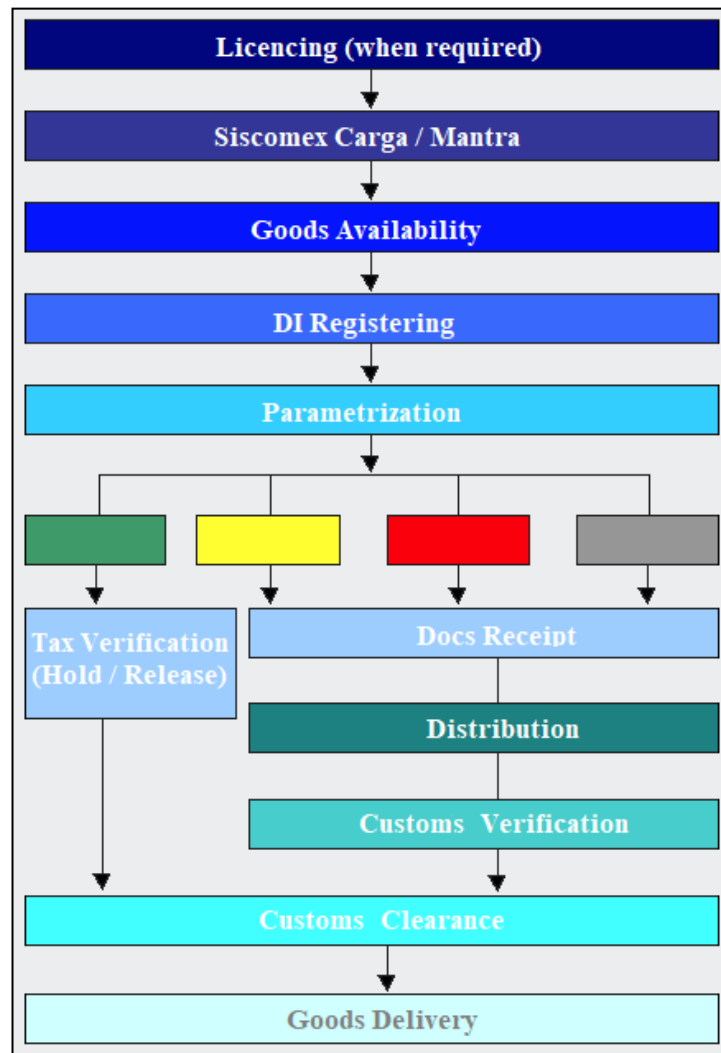 Licencing (when required)
Siscomex Carga / Mantra
Goods Availability
DI Registering
Parametrization
Tax Verification
(Hold / Release)
Docs Receipt
Distribution
Customs Verification
Customs Clearance
Goods Delivery